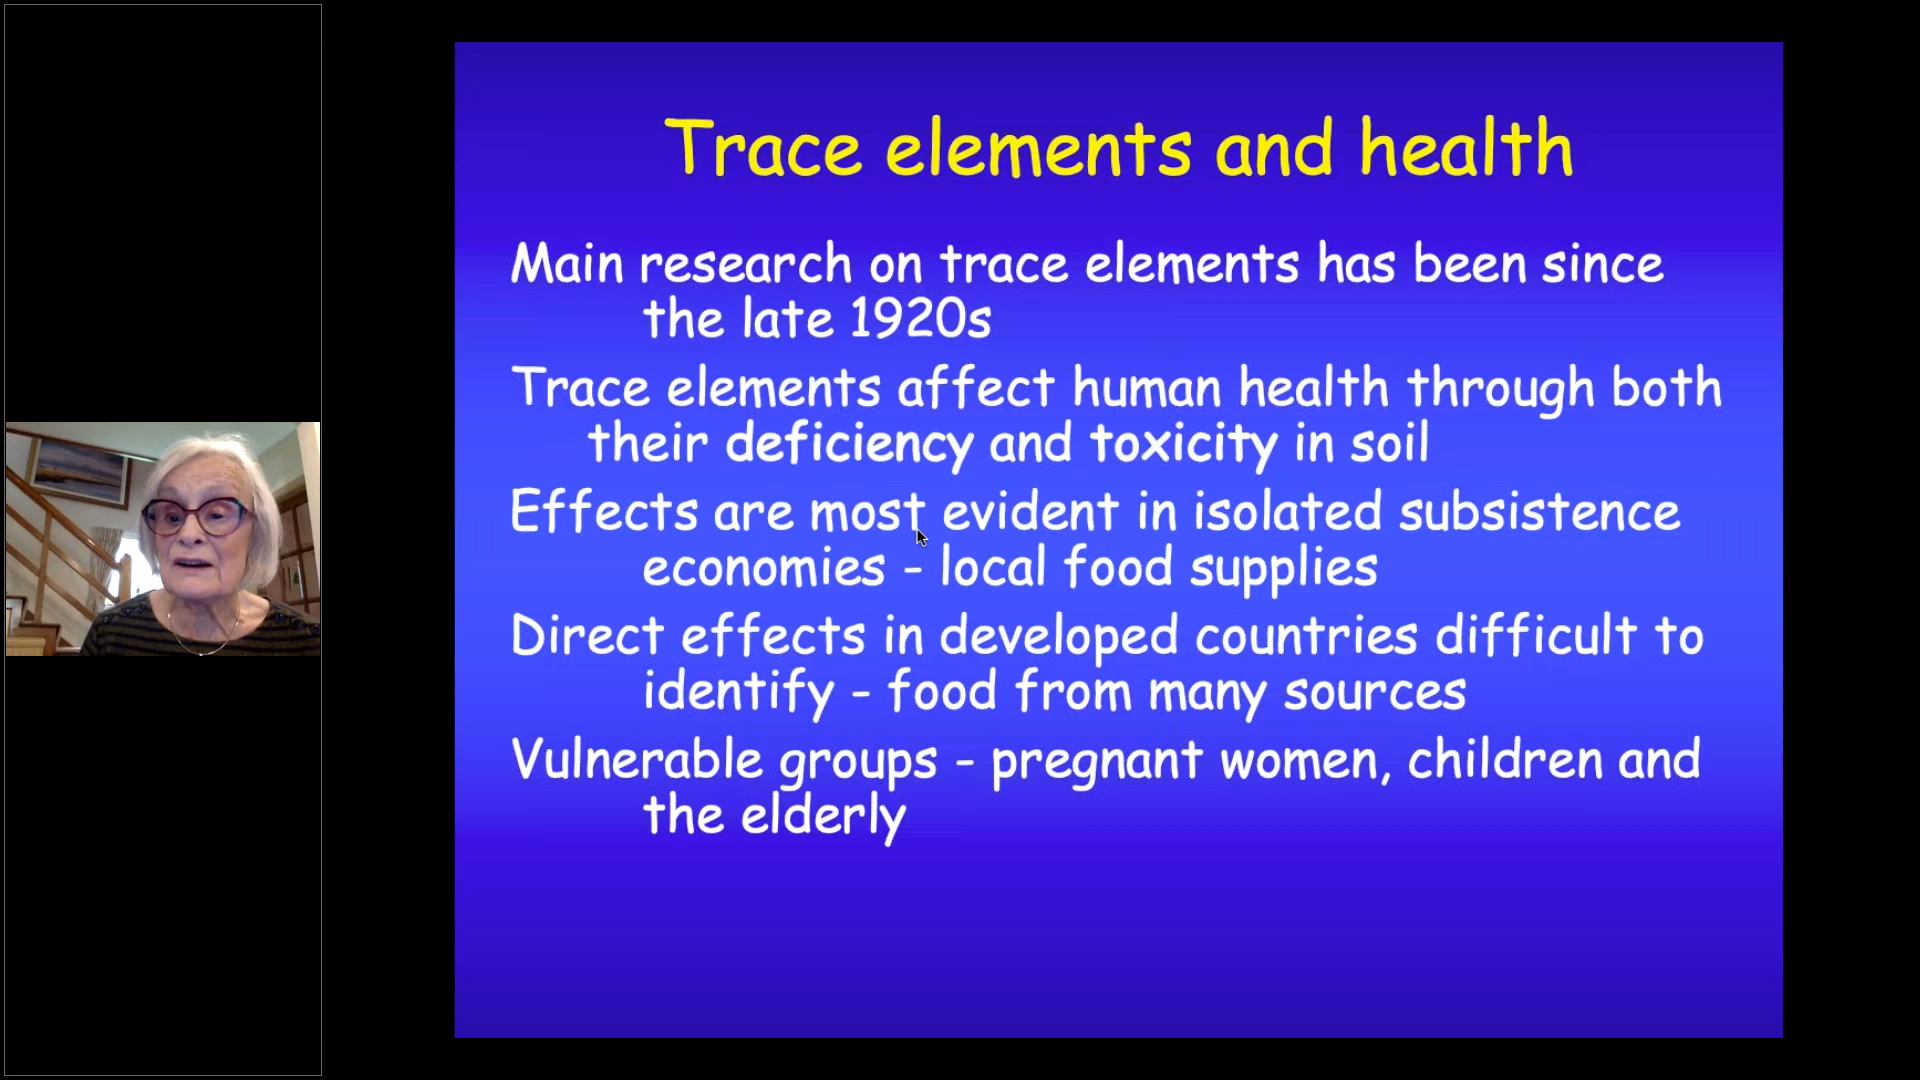 Trace elements and health
Main research on trace elements has been since
the late 1920s
Trace elements affect human health through both
their deficiency and toxicity in soil
Effects are most evident in isolated subsistence
economies - local food supplies
Direct effects in developed countries difficult to
identify - food from many sources
Vulnerable groups - pregnant women, children and
the elderly